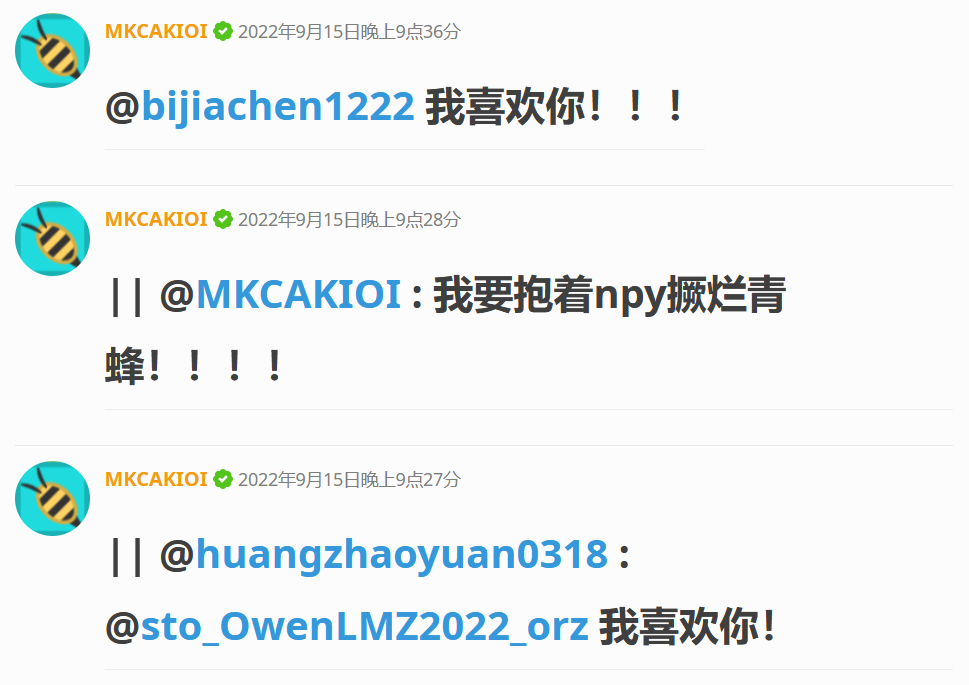 MKCAKIOI 2022年9月15日晚上9点36分
@bijiachen1222 我喜欢你！！！
MKCAKIOI 2022年9月15日晚上9点28分
|| @MKCAKIOI : 我要抱着npy撅烂青
蜂！！！！
MKCAKIOI 2022年9月15日晚上9点27分
|| @huangzhaoyuan0318 :
@sto_OwenLMZ2022_orz 我喜欢你！